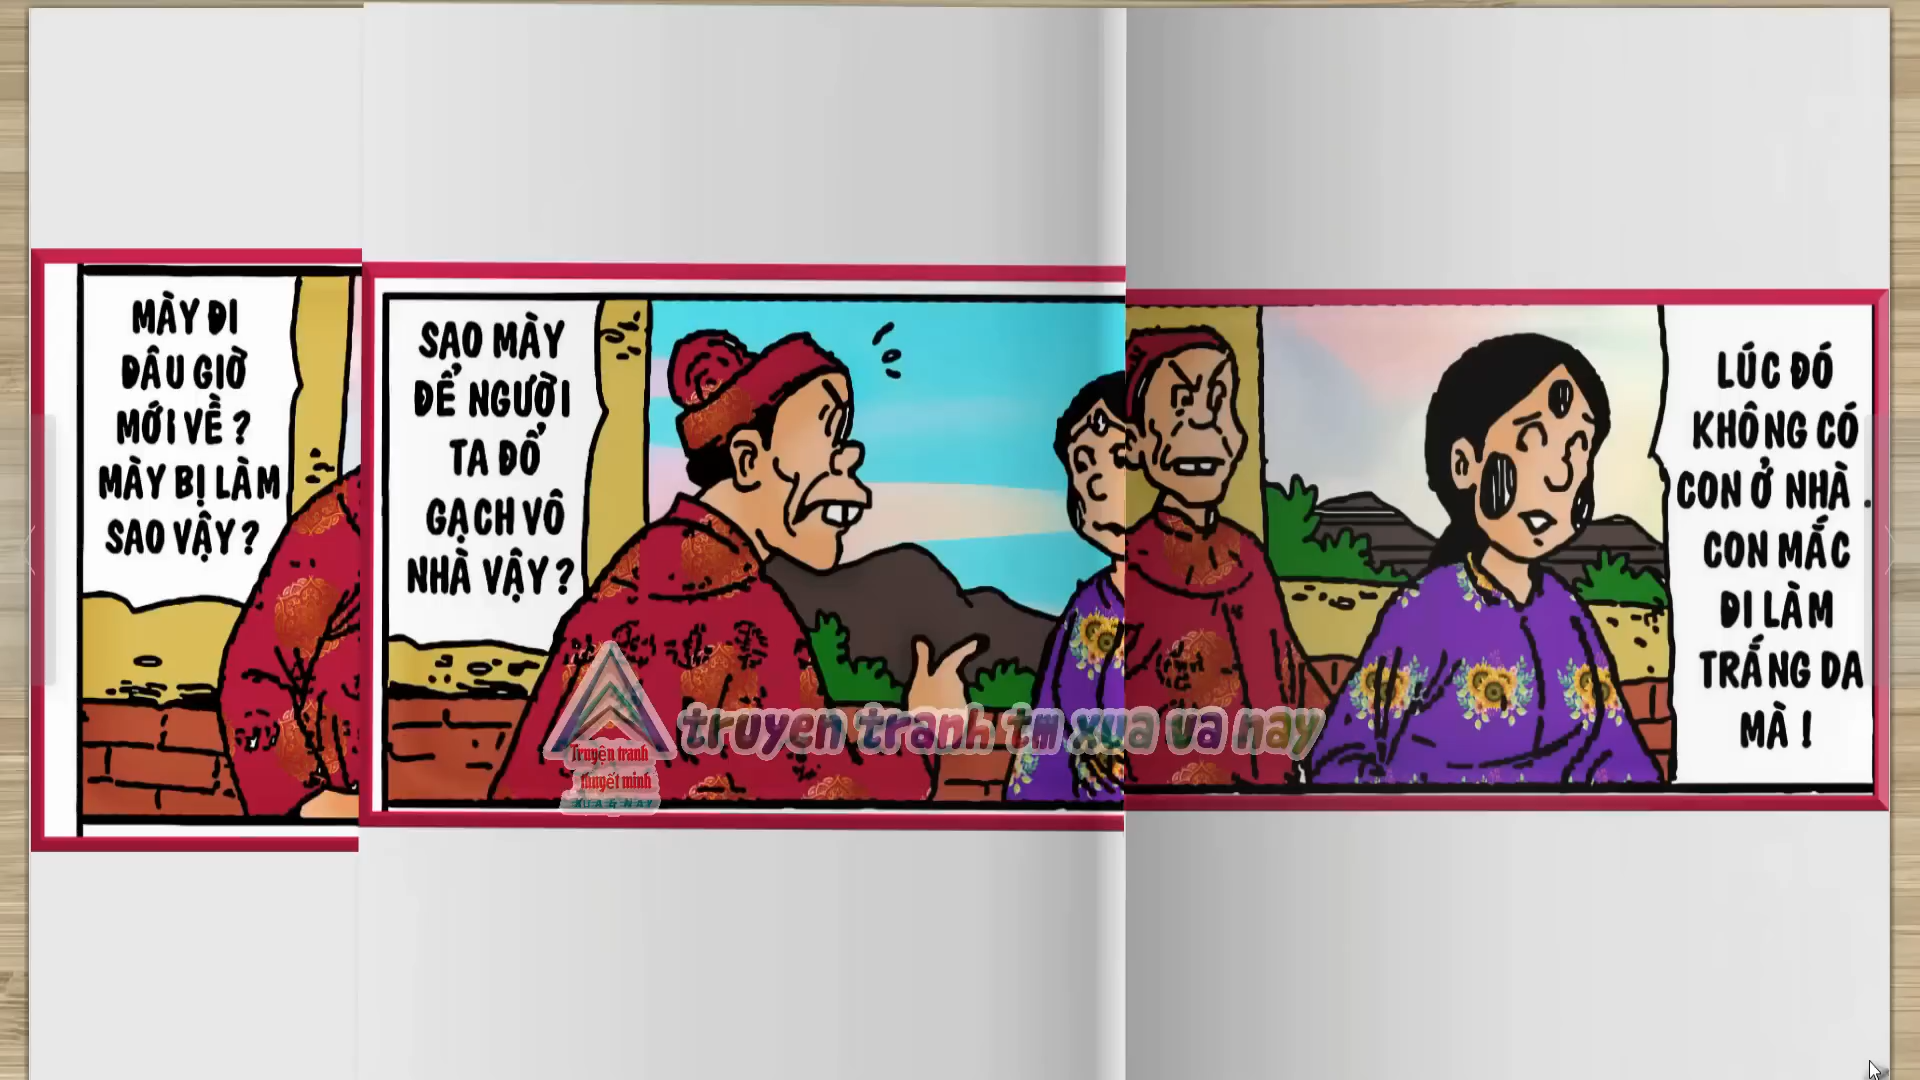 MÀY ĐI
ĐÂU GIỜ
MỚI VỀ ?
MÀY BỊ LÀM
SAO VẬY ?
SAO MÀY
ĐỂ NGƯỜI
TA ĐỔ
GẠCH VÔ
NHÀ VẬY ?
LÚC ĐÓ
KHÔNG CÓ
CON Ở NHÀ .
CON MẮC
ĐI LÀM
TRẮNG DA
MÀ !
truyen tranh tm xua va nay
Truyện tranh
thuyết minh
XƯA & NAY